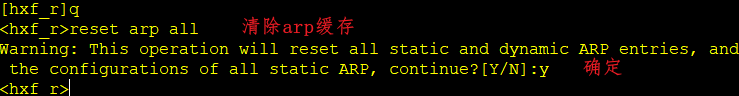 [hxf_r]q
<hxf_r>reset arp all 清除arp缓存
Warning: This operation will reset all static and dynamic ARP entries, and
the configurations of all static ARP, continue?[Y/N]:y 确定
<hxf_r>